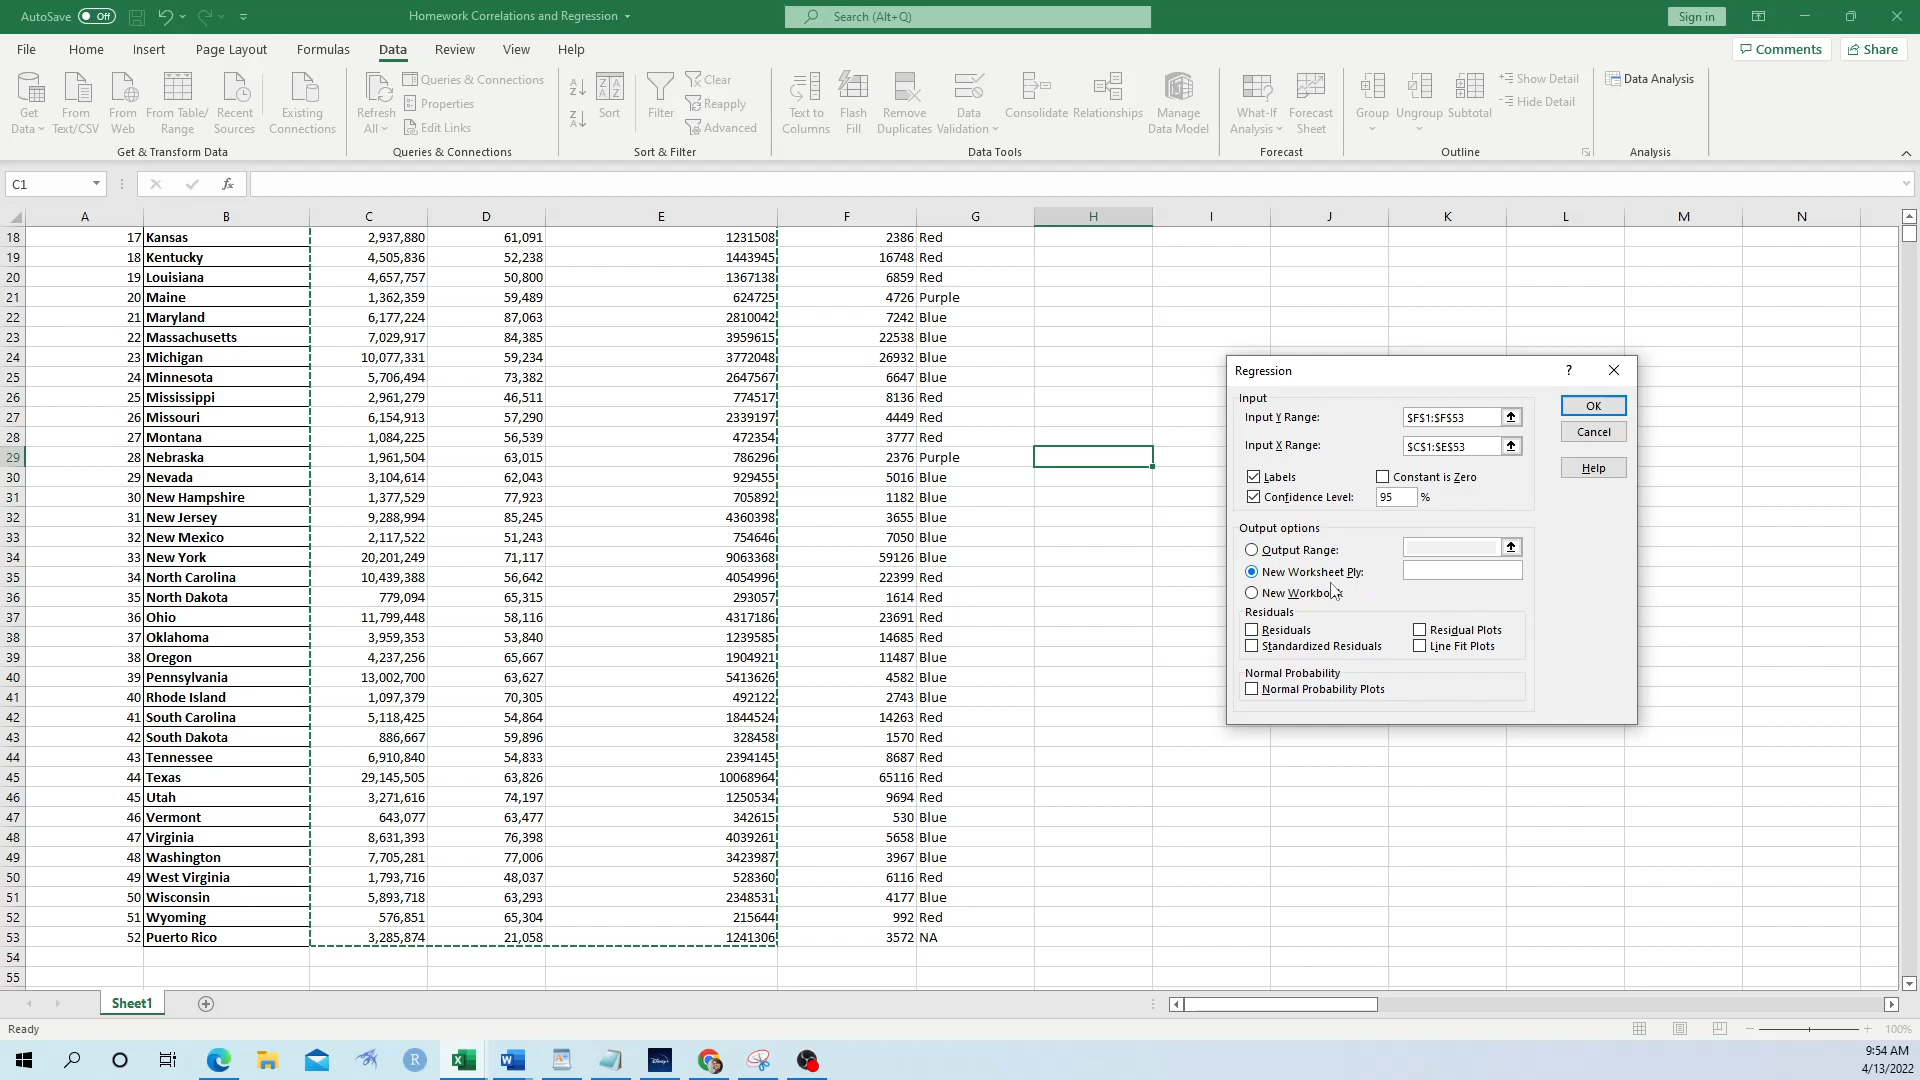 AutoSave Off Homework Correlations and Regression Search (Alt+Q) Sign in
File Home Insert Page Layout Formulas Data Review View Help Comments Share
Get Data From Text/CSV From Web From Table/ Range Recent Sources Existing Connections
Refresh All Queries & Connections Properties Edit Links
Sort Filter Clear Reapply Advanced
Text to Columns Flash Fill Remove Duplicates Data Validation Consolidate Relationships Manage Data Model
What-If Analysis Forecast Sheet
Group Ungroup Subtotal Show Detail Hide Detail
Data Analysis
Get & Transform Data Queries & Connections Sort & Filter Data Tools Forecast Outline Analysis
C1 fx
A B C D E F G H I J K L M N
18 17 Kansas 2,937,880 61,091 1231508 2386 Red
19 18 Kentucky 4,505,836 52,238 1443945 16748 Red
20 19 Louisiana 4,657,757 50,800 1367138 6859 Red
21 20 Maine 1,362,359 59,489 624725 4726 Purple
22 21 Maryland 6,177,224 87,063 2810042 7242 Blue
23 22 Massachusetts 7,029,917 84,385 3959615 22538 Blue
24 23 Michigan 10,077,331 59,234 3772048 26932 Blue
25 24 Minnesota 5,706,494 73,382 2647567 6647 Blue
26 25 Mississippi 2,961,279 46,511 774517 8136 Red
27 26 Missouri 6,154,913 57,290 2339197 4449 Red
28 27 Montana 1,084,225 56,539 472354 3777 Red
29 28 Nebraska 1,961,504 63,015 786296 2376 Purple
30 29 Nevada 3,104,614 62,043 929455 5016 Blue
31 30 New Hampshire 1,377,529 77,923 705892 1182 Blue
32 31 New Jersey 9,288,994 85,245 4360398 3655 Blue
33 32 New Mexico 2,117,522 51,243 754646 7050 Blue
34 33 New York 20,201,249 71,117 9063368 59126 Blue
35 34 North Carolina 10,439,388 56,642 4054996 22399 Red
36 35 North Dakota 779,094 65,315 293057 1614 Red
37 36 Ohio 11,799,448 58,116 4317186 23691 Red
38 37 Oklahoma 3,959,353 53,840 1239585 14685 Red
39 38 Oregon 4,237,256 65,667 1904921 11487 Blue
40 39 Pennsylvania 13,002,700 63,627 5413626 4582 Blue
41 40 Rhode Island 1,097,379 70,305 492122 2743 Blue
42 41 South Carolina 5,118,425 54,864 1844524 14263 Red
43 42 South Dakota 886,667 59,896 328458 1570 Red
44 43 Tennessee 6,910,840 54,833 2394145 8687 Red
45 44 Texas 29,145,505 63,826 10068964 65116 Red
46 45 Utah 3,271,616 74,197 1250534 9694 Red
47 46 Vermont 643,077 63,477 342615 530 Blue
48 47 Virginia 8,631,393 76,398 4039261 5658 Blue
49 48 Washington 7,705,281 77,006 3423987 3967 Blue
50 49 West Virginia 1,793,716 48,037 528360 6116 Red
51 50 Wisconsin 5,893,718 63,293 2348531 4177 Blue
52 51 Wyoming 576,851 65,304 215644 992 Red
53 52 Puerto Rico 3,285,874 21,058 1241306 3572 NA
54
55
Regression ?
Input
Input Y Range: $F$1:$F$53 OK
Input X Range: $C$1:$E$53 Cancel
Help
Labels Constant is Zero
Confidence Level: 95 %
Output options
Output Range:
New Worksheet Ply:
New Workbook
Residuals
Residuals Residual Plots
Standardized Residuals Line Fit Plots
Normal Probability
Normal Probability Plots
Sheet1
Ready 100%
R Disney+
9:54 AM
4/13/2022